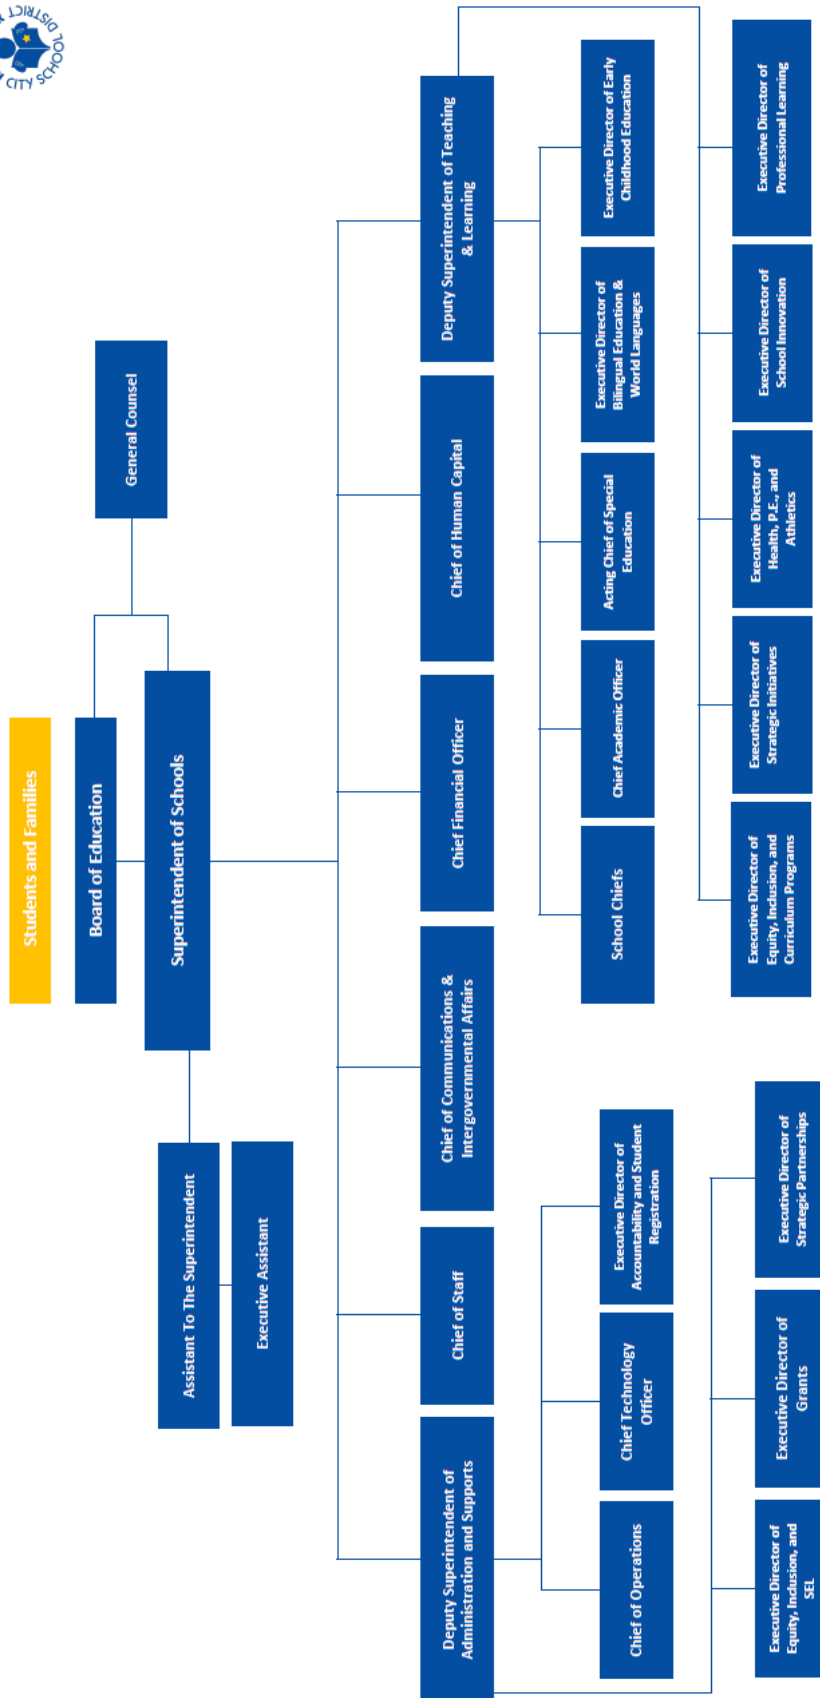 CITY SCHOOL DISTRICT
Students and Families
Board of Education
General Counsel
Superintendent of Schools
Assistant To The Superintendent
Executive Assistant
Deputy Superintendent of
Administration and Supports
Chief of Staff
Chief of Communications &
Intergovernmental Affairs
Chief Financial Officer
Chief of Human Capital
Deputy Superintendent of Teaching
& Learning
Chief of Operations
Chief Technology
Officer
Executive Director of
Accountability and Student
Registration
School Chiefs
Chief Academic Officer
Acting Chief of Special
Education
Executive Director of
Bilingual Education &
World Languages
Executive Director of Early
Childhood Education
Executive Director of
Equity, Inclusion, and
SEL
Executive Director of
Grants
Executive Director of
Strategic Partnerships
Executive Director of
Equity, Inclusion, and
Curriculum Programs
Executive Director of
Strategic Initiatives
Executive Director of
Health, P.E., and
Athletics
Executive Director of
School Innovation
Executive Director of
Professional Learning